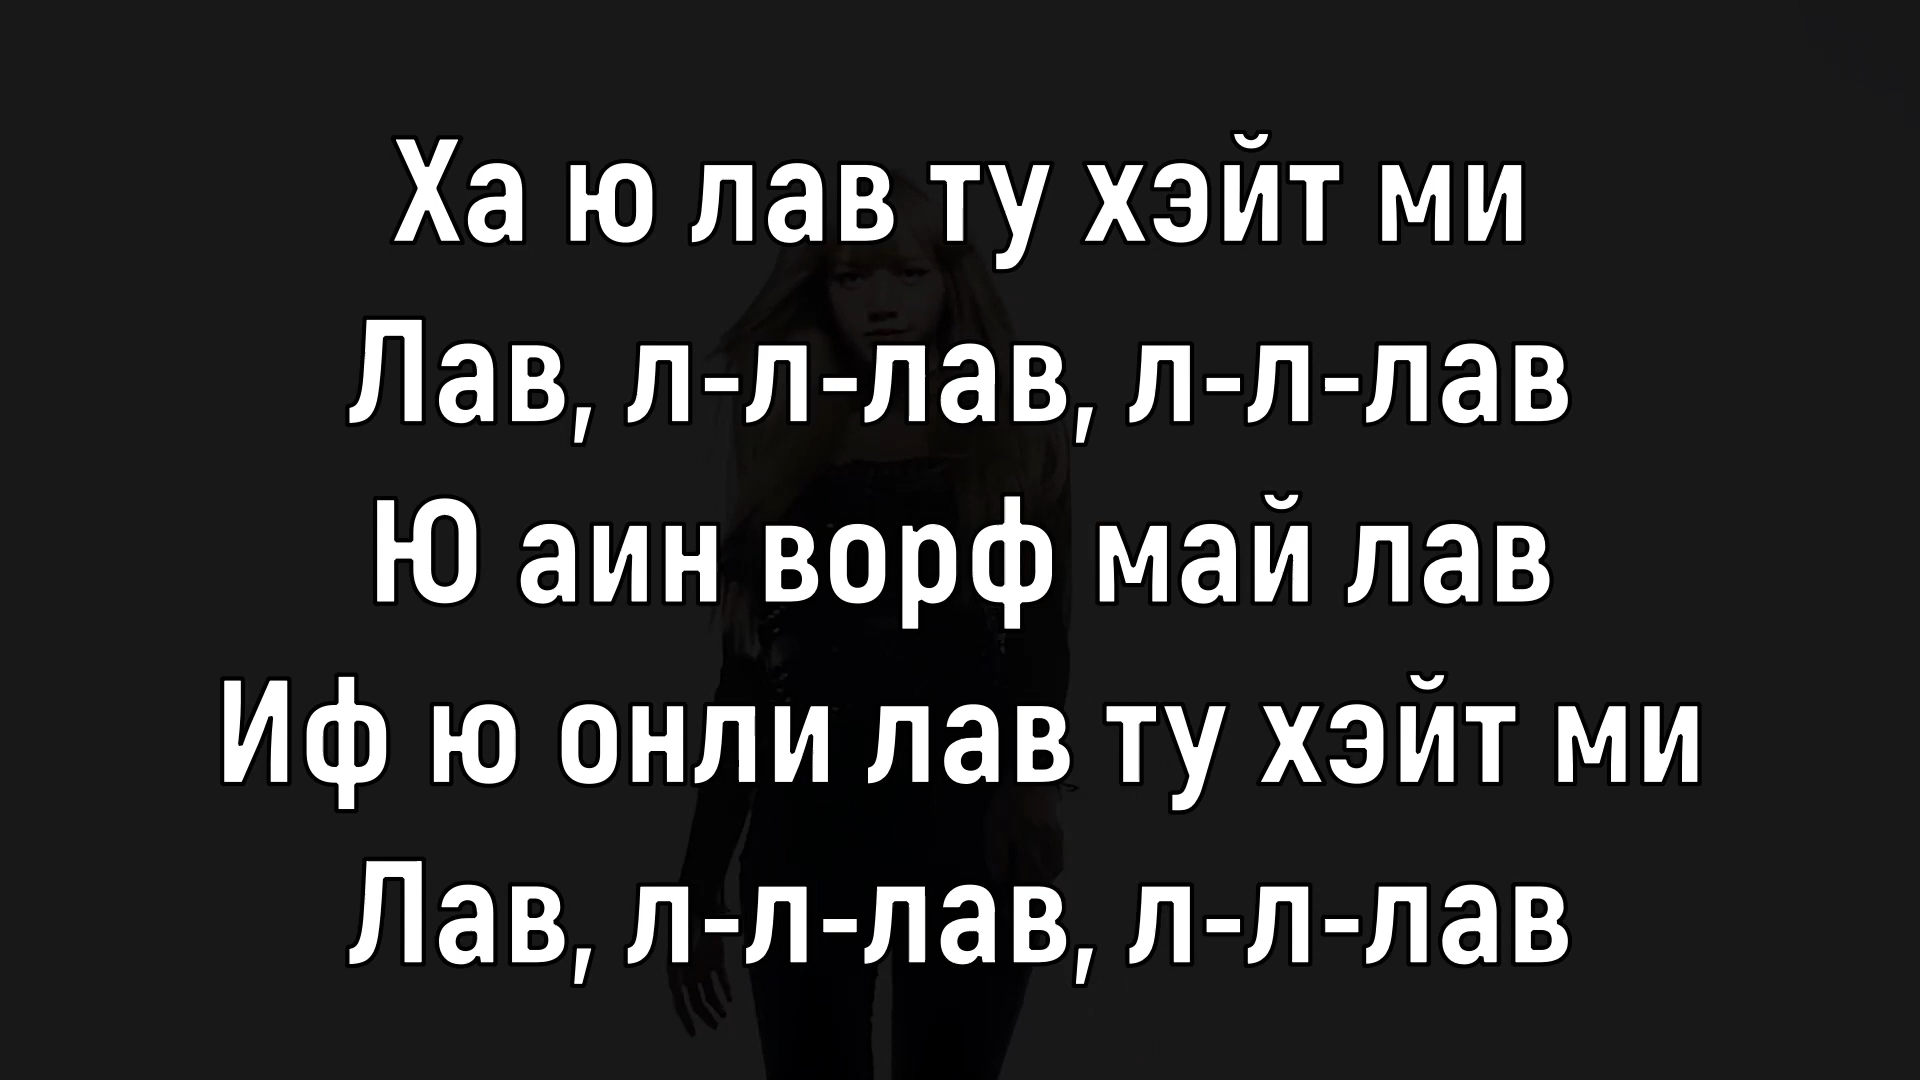 Ха ю лав ту хэйт ми
Лав, л-л-лав, л-л-лав
Ю аин ворф май лав
Иф ю онли лав ту хэйт ми
Лав, л-л-лав, л-л-лав